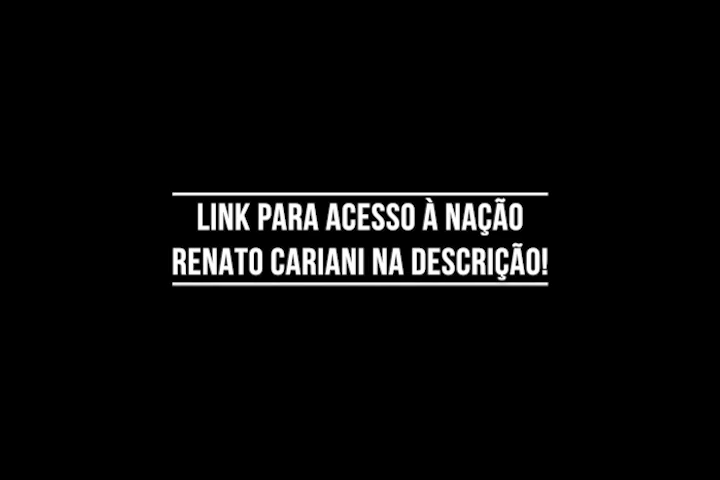 LINK PARA ACESSO À NAÇÃO
RENATO CARIANI NA DESCRIÇÃO!